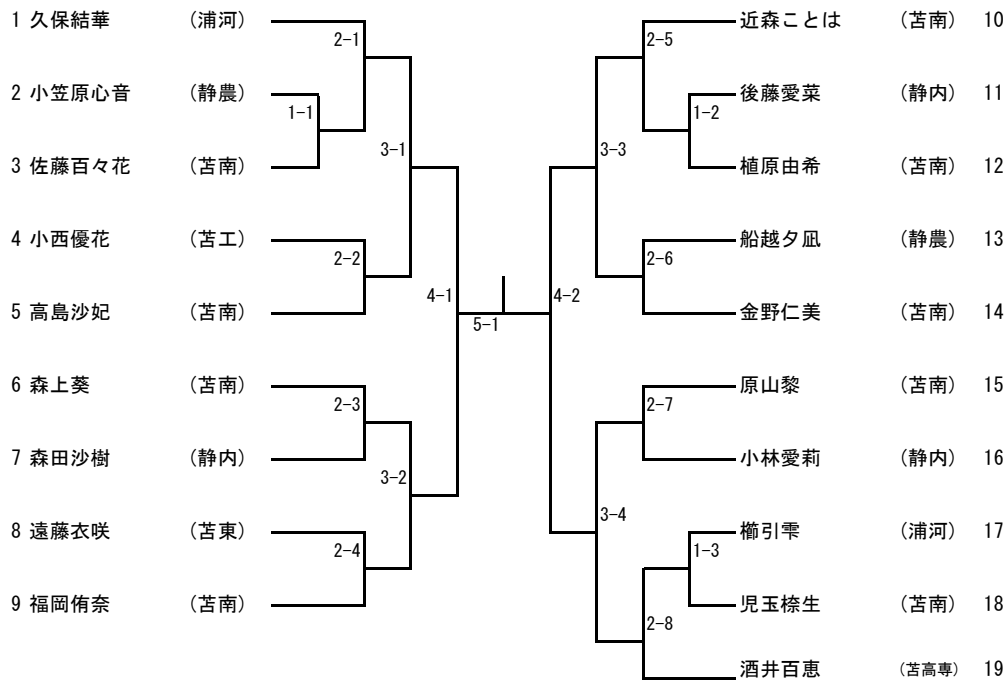 1 久保結華 (浦河)
2 小笠原心音 (静農)
3 佐藤百々花 (苫南)
4 小西優花 (苫工)
5 高島沙妃 (苫南)
6 森上葵 (苫南)
7 森田沙樹 (静内)
8 遠藤衣咲 (苫東)
9 福岡侑奈 (苫南)
2-1
1-1
3-1
2-2
4-1
5-1
2-3
3-2
2-4
近森ことは (苫南) 10
後藤愛菜 (静内) 11
植原由希 (苫南) 12
船越夕凪 (静農) 13
金野仁美 (苫南) 14
原山黎 (苫南) 15
小林愛莉 (静内) 16
櫛引雫 (浦河) 17
児玉捺生 (苫南) 18
酒井百恵 (苫高専) 19
2-5
1-2
3-3
2-6
4-2
2-7
3-4
1-3
2-8